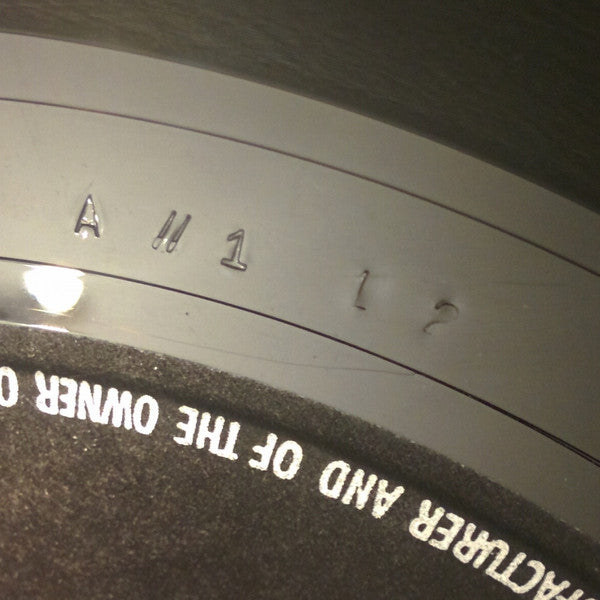 A // 1 1 2
FACTURER AND OF THE OWNER O